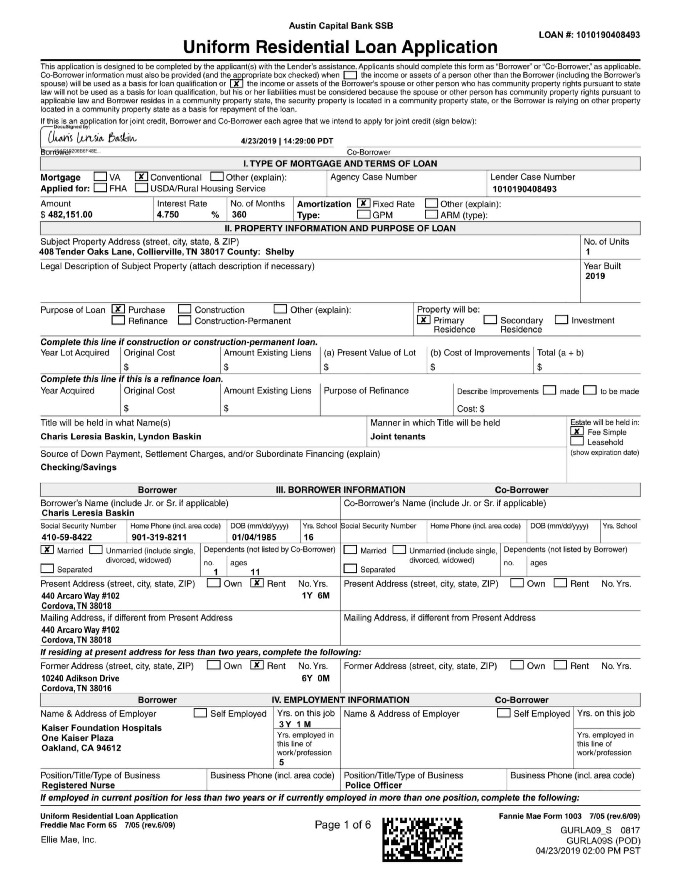 Austin Capital Bank SSB
LOAN #: 1010190408493
Uniform Residential Loan Application
This application is designed to be completed by the applicant(s) with the Lender's assistance. Applicants should complete this form as "Borrower" or "Co-Borrower," as applicable.
Co-Borrower information must also be provided (and the appropriate box checked) when the income or assets of a person other than the Borrower (including the Borrower's
spouse) will be used as a basis for loan qualification or X the income or assets of the Borrower's spouse or other person who has community property rights pursuant to state
law will not be used as a basis for loan qualification, but his or her liabilities must be considered because the spouse or other person has community property rights pursuant to
applicable law and Borrower resides in a community property state, the security property is located in a community property state, or the Borrower is relying on other property
located in a community property state as a basis for repayment of the loan.
If this is an application for joint credit, Borrower and Co-Borrower each agree that we intend to apply for joint credit (sign below):
DocuSigned by:
Charis Leresia Baskin
4/23/2019 | 14:29:00 PDT
Borrower Co-Borrower
I. TYPE OF MORTGAGE AND TERMS OF LOAN
Mortgage VA X Conventional Other (explain): Agency Case Number Lender Case Number
Applied for: FHA USDA/Rural Housing Service 1010190408493
Amount Interest Rate No. of Months Amortization X Fixed Rate Other (explain):
$ 482,151.00 4.750 % 360 Type: GPM ARM (type):
II. PROPERTY INFORMATION AND PURPOSE OF LOAN
Subject Property Address (street, city, state, & ZIP) No. of Units
408 Tender Oaks Lane, Collierville, TN 38017 County: Shelby 1
Legal Description of Subject Property (attach description if necessary) Year Built
2019
Purpose of Loan X Purchase Construction Other (explain): Property will be:
Refinance Construction-Permanent X Primary Residence Secondary Residence Investment
Complete this line if construction or construction-permanent loan.
Year Lot Acquired Original Cost Amount Existing Liens (a) Present Value of Lot (b) Cost of Improvements Total (a + b)
$ $ $ $ $
Complete this line if this is a refinance loan.
Year Acquired Original Cost Amount Existing Liens Purpose of Refinance Describe Improvements made to be made
$ $ Cost: $
Title will be held in what Name(s) Manner in which Title will be held Estate will be held in:
Charis Leresia Baskin, Lyndon Baskin Joint tenants X Fee Simple
Leasehold
Source of Down Payment, Settlement Charges, and/or Subordinate Financing (explain) (show expiration date)
Checking/Savings
Borrower III. BORROWER INFORMATION Co-Borrower
Borrower's Name (include Jr. or Sr. if applicable) Co-Borrower's Name (include Jr. or Sr. if applicable)
Charis Leresia Baskin
Social Security Number Home Phone (incl. area code) DOB (mm/dd/yyyy) Yrs. School Social Security Number Home Phone (incl. area code) DOB (mm/dd/yyyy) Yrs. School
410-59-8422 901-319-8211 01/04/1985 16
X Married Unmarried (include single, Dependents (not listed by Co-Borrower) Married Unmarried (include single, Dependents (not listed by Borrower)
divorced, widowed) no. ages divorced, widowed) no. ages
Separated 1 11 Separated
Present Address (street, city, state, ZIP) Own X Rent No. Yrs. Present Address (street, city, state, ZIP) Own Rent No. Yrs.
440 Arcaro Way #102 1Y 6M
Cordova, TN 38018
Mailing Address, if different from Present Address Mailing Address, if different from Present Address
440 Arcaro Way #102
Cordova, TN 38018
If residing at present address for less than two years, complete the following:
Former Address (street, city, state, ZIP) Own X Rent No. Yrs. Former Address (street, city, state, ZIP) Own Rent No. Yrs.
10240 Adikson Drive 6Y 0M
Cordova, TN 38016
Borrower IV. EMPLOYMENT INFORMATION Co-Borrower
Name & Address of Employer Self Employed Yrs. on this job Name & Address of Employer Self Employed Yrs. on this job
3 Y 1 M
Kaiser Foundation Hospitals Yrs. employed in Yrs. employed in
One Kaiser Plaza this line of this line of
Oakland, CA 94612 work/profession work/profession
5
Position/Title/Type of Business Business Phone (incl. area code) Position/Title/Type of Business Business Phone (incl. area code)
Registered Nurse Police Officer
If employed in current position for less than two years or if currently employed in more than one position, complete the following:
Uniform Residential Loan Application Fannie Mae Form 1003 7/05 (rev.6/09)
Freddie Mac Form 65 7/05 (rev.6/09) Page 1 of 6 GURLA09_S 0817
Ellie Mae, Inc. GURLA09S (POD)
04/23/2019 02:00 PM PST